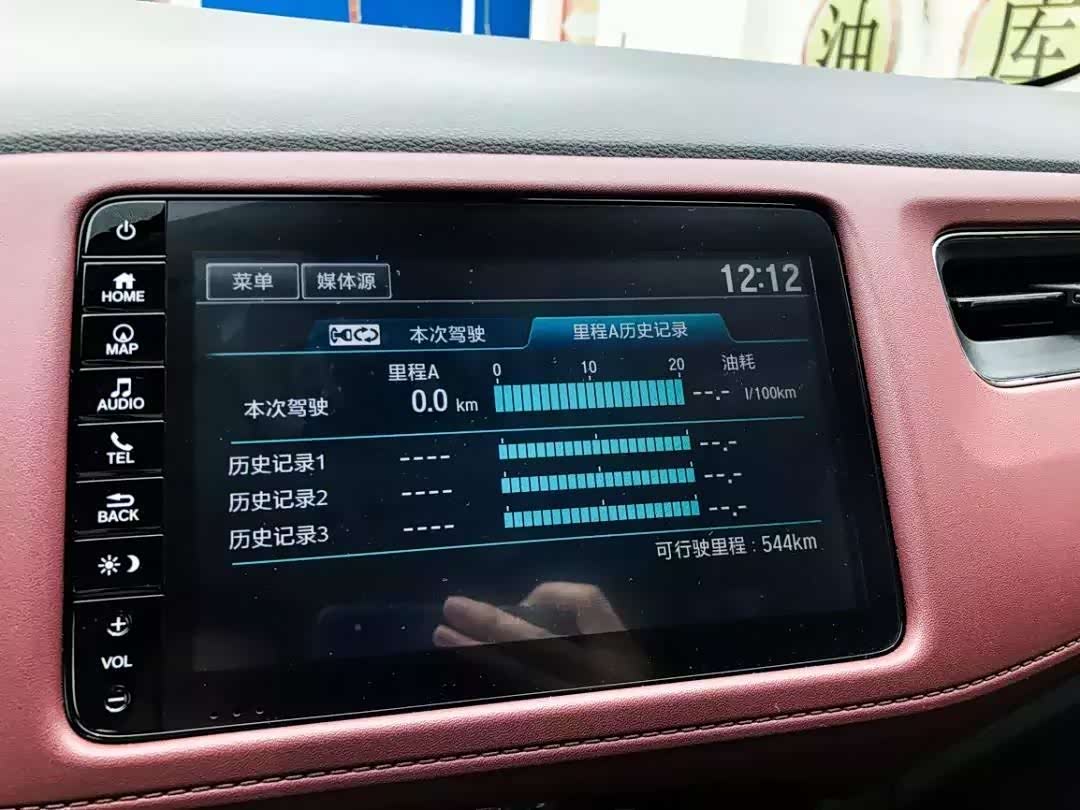 油 库
HOME
MAP
AUDIO
TEL
BACK
VOL
菜单 媒体源 12:12
本次驾驶 里程A历史记录
里程A 0 10 20 油耗
本次驾驶 0.0 km --.- l/100km
历史记录1 ---- --.-
历史记录2 ---- --.-
历史记录3 ---- --.-
可行驶里程 : 544km